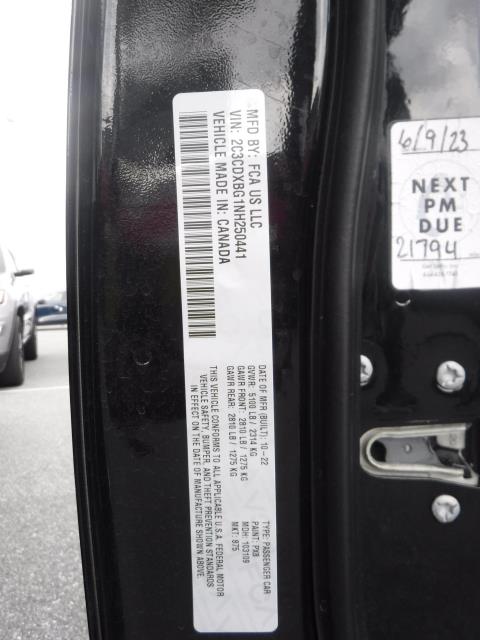 MFD BY: FCA US LLC
VIN: 2C3CDXBG1NH250441
VEHICLE MADE IN: CANADA
DATE OF MFR (BUILT): 10-22
GVWR: 5100 LB / 2314 KG
GAWR FRONT: 2810 LB / 1275 KG
GAWR REAR: 2810 LB / 1275 KG
THIS VEHICLE CONFORMS TO ALL APPLICABLE U.S.A. FEDERAL MOTOR
VEHICLE SAFETY, BUMPER, AND THEFT PREVENTION STANDARDS
IN EFFECT ON THE DATE OF MANUFACTURE SHOWN ABOVE.
TYPE: PASSENGER CAR
PAINT: PX8
MDH: 103109
MKT: 975
6/9/23
NEXT
PM
DUE
21794